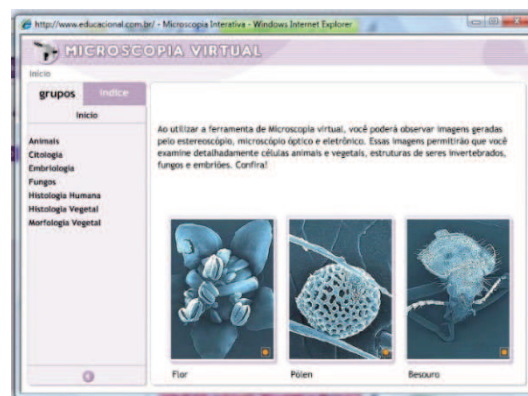 http://www.educacional.com.br/ - Microscopia Interativa - Windows Internet Explorer
MICROSCOPIA VIRTUAL
Início
grupos
índice
Início
Animais
Citologia
Embriologia
Fungos
Histologia Humana
Histologia Vegetal
Morfologia Vegetal
Ao utilizar a ferramenta de Microscopia virtual, você poderá observar imagens geradas
pelo estereoscópio, microscópio óptico e eletrônico. Essas imagens permitirão que você
examine detalhadamente células animais e vegetais, estruturas de seres invertebrados,
fungos e embriões. Confira!
Flor
Pólen
Besouro